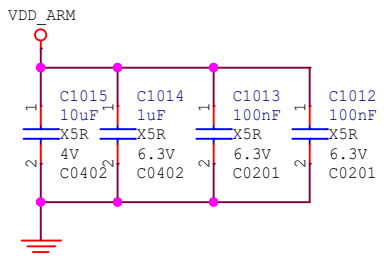 VDD_ARM
1
C1015
10uF
X5R
4V
C0402
2
1
C1014
1uF
X5R
6.3V
C0402
2
1
C1013
100nF
X5R
6.3V
C0201
2
1
C1012
100nF
X5R
6.3V
C0201
2